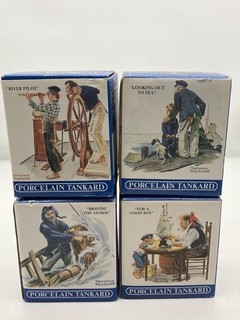 "RIVER PILOT"
PORCELAIN TANKARD
"LOOKING OUT
TO SEA"
PORCELAIN TANKARD
"BRAVING
THE STORM"
PORCELAIN TANKARD
"FOR A
GOOD BOY"
PORCELAIN TANKARD